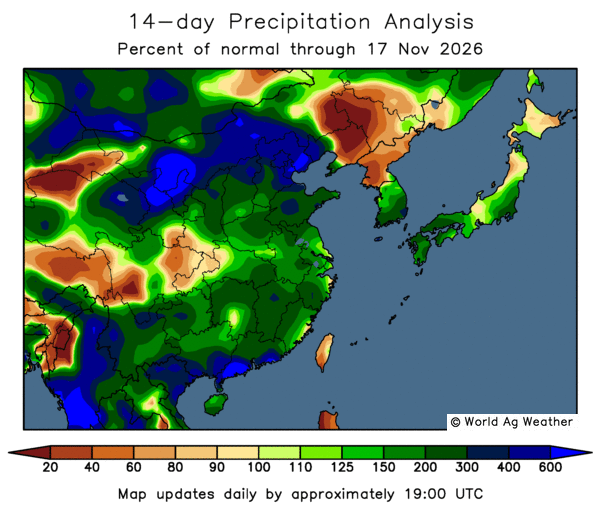 14-day Precipitation Analysis
Percent of normal through 17 Nov 2026
© World Ag Weather
20 40 60 80 90 100 110 125 150 200 300 400 600
Map updates daily by approximately 19:00 UTC